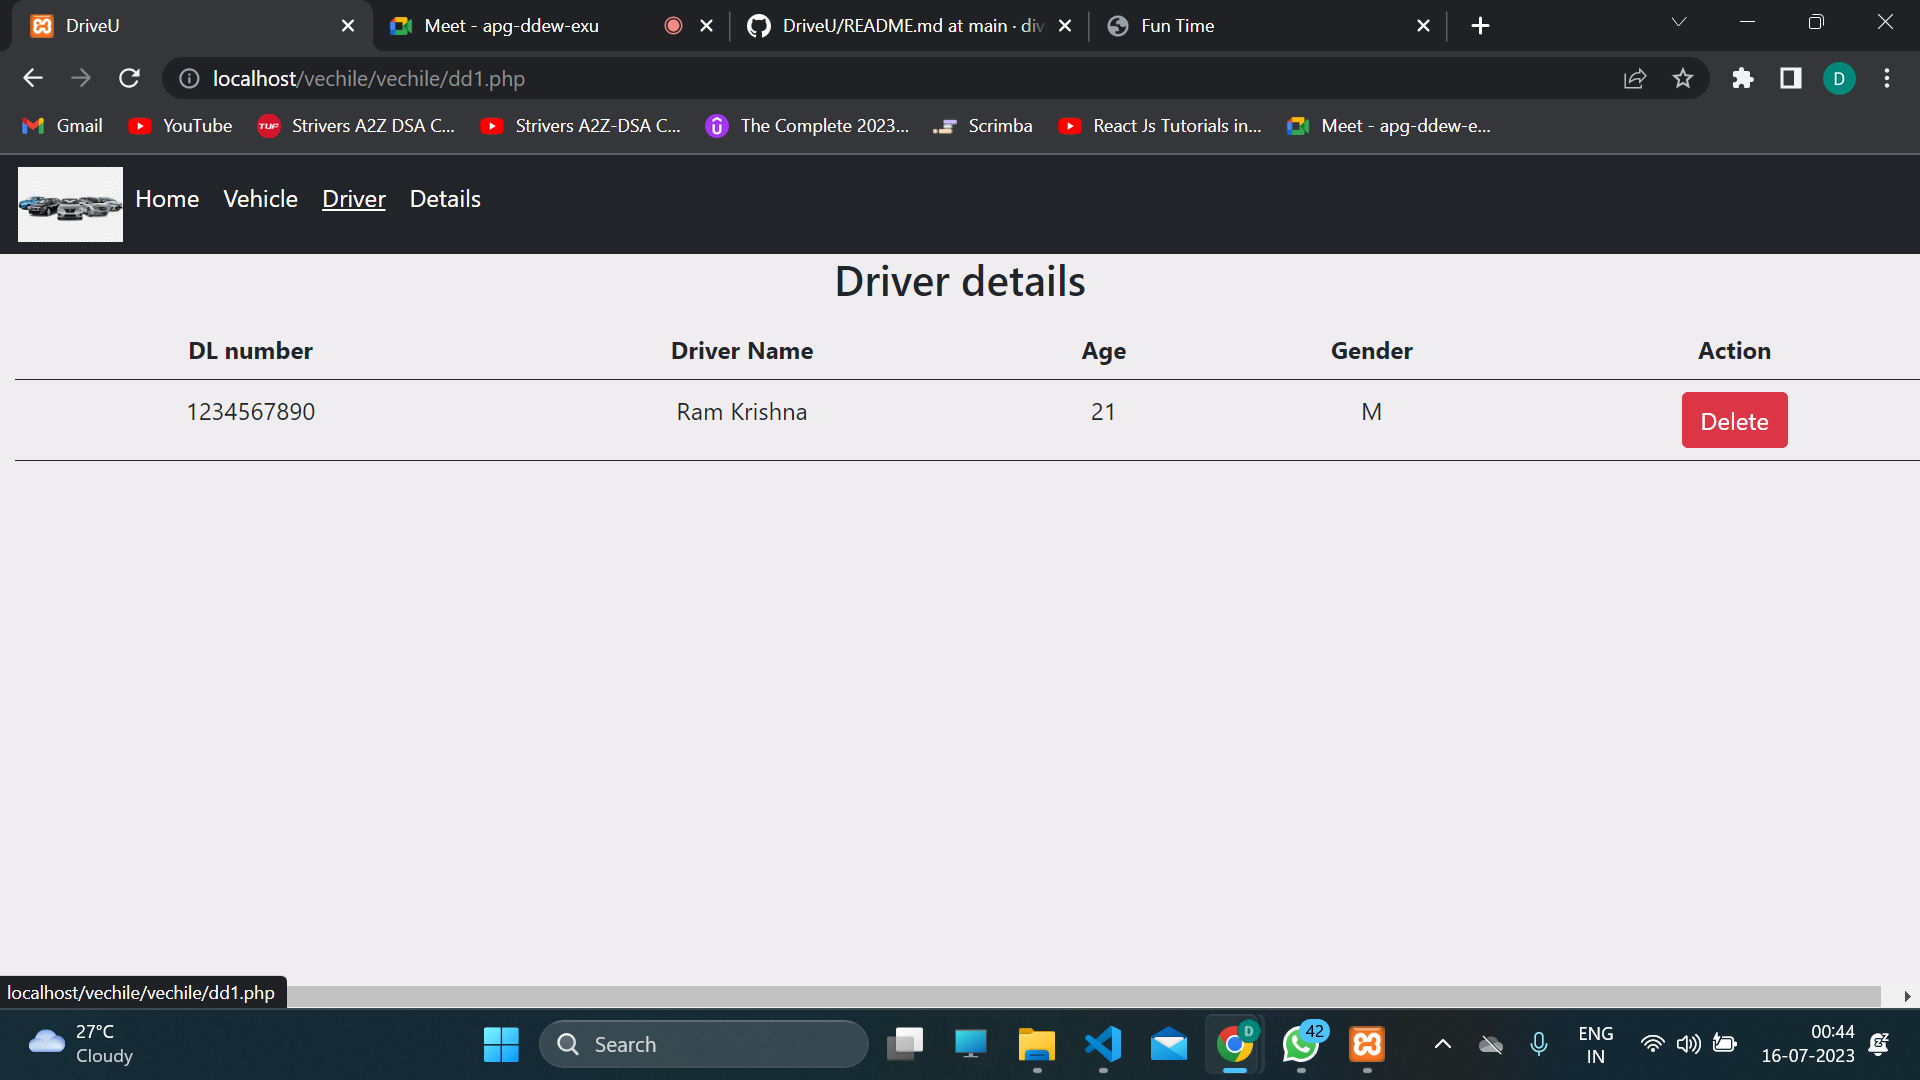 DriveU
Meet - apg-ddew-exu
DriveU/README.md at main · div
Fun Time
localhost/vechile/vechile/dd1.php
D
Gmail
YouTube
TUF
Strivers A2Z DSA C...
Strivers A2Z-DSA C...
The Complete 2023...
Scrimba
React Js Tutorials in...
Meet - apg-ddew-e...
Home Vehicle Driver Details
Driver details
DL number Driver Name Age Gender Action
1234567890 Ram Krishna 21 M Delete
localhost/vechile/vechile/dd1.php
27°C
Cloudy
Search
D
42
ENG
IN
00:44
16-07-2023